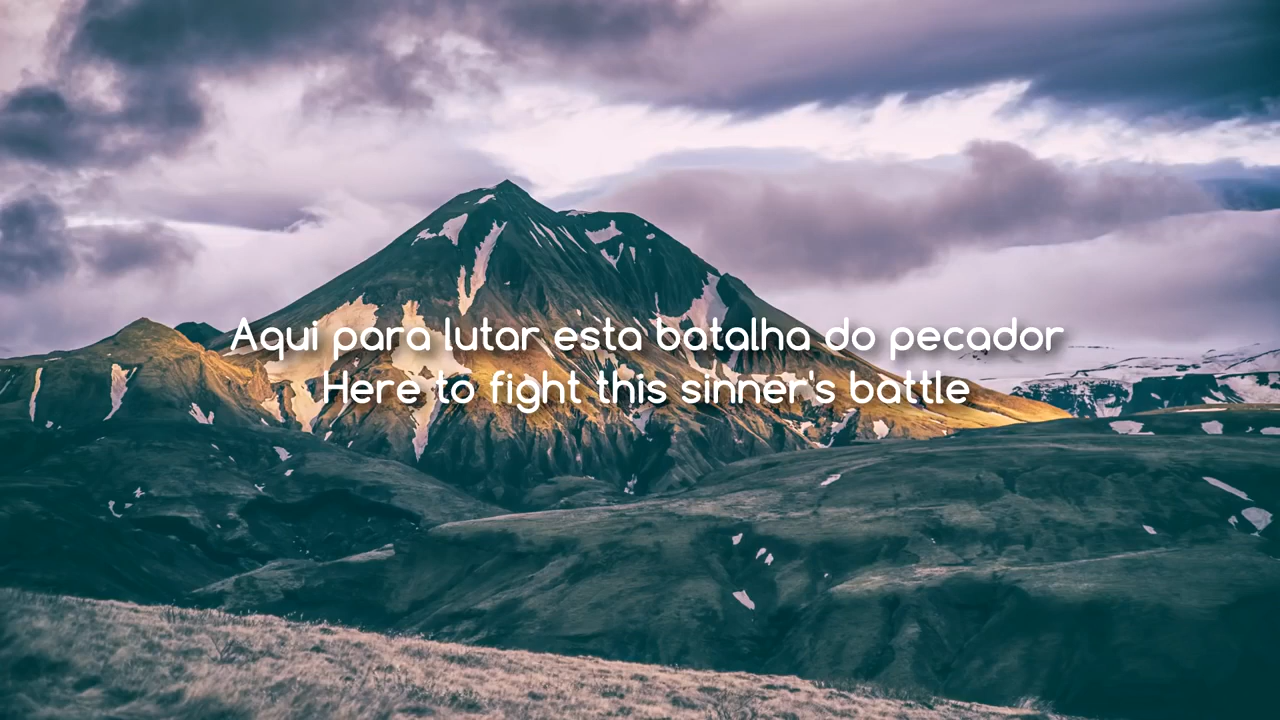 Aqui para lutar esta batalha do pecador
Here to fight this sinner's battle